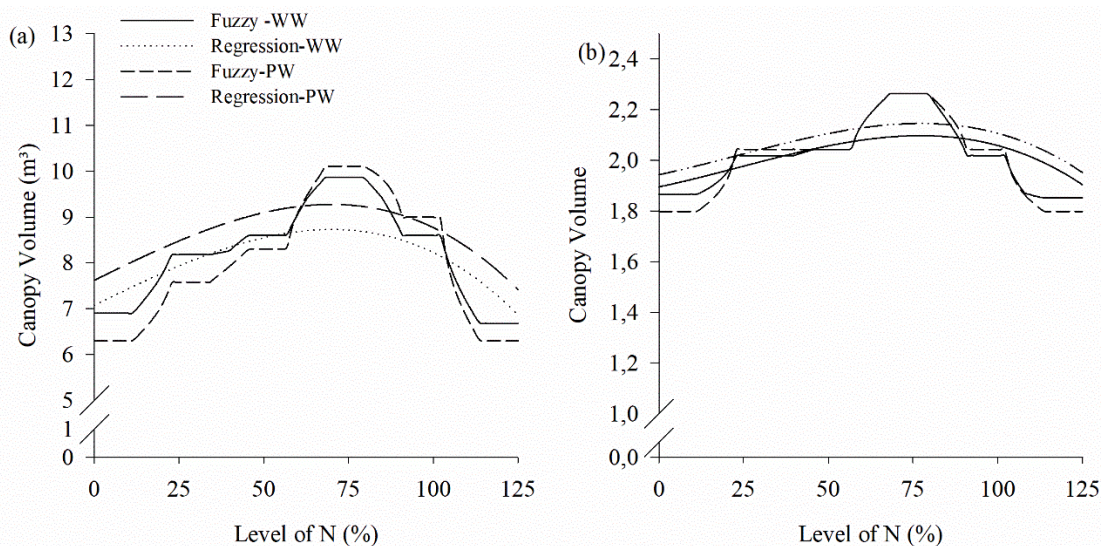 (a)
Fuzzy -WW
Regression-WW
Fuzzy-PW
Regression-PW
Canopy Volume (m³)
13
12
11
10
9
8
7
6
5
1
0
0 25 50 75 100 125
Level of N (%)
(b)
Canopy Volume
2,4
2,2
2,0
1,8
1,6
1,4
1,2
1,0
0,0
0 25 50 75 100 125
Level of N (%)